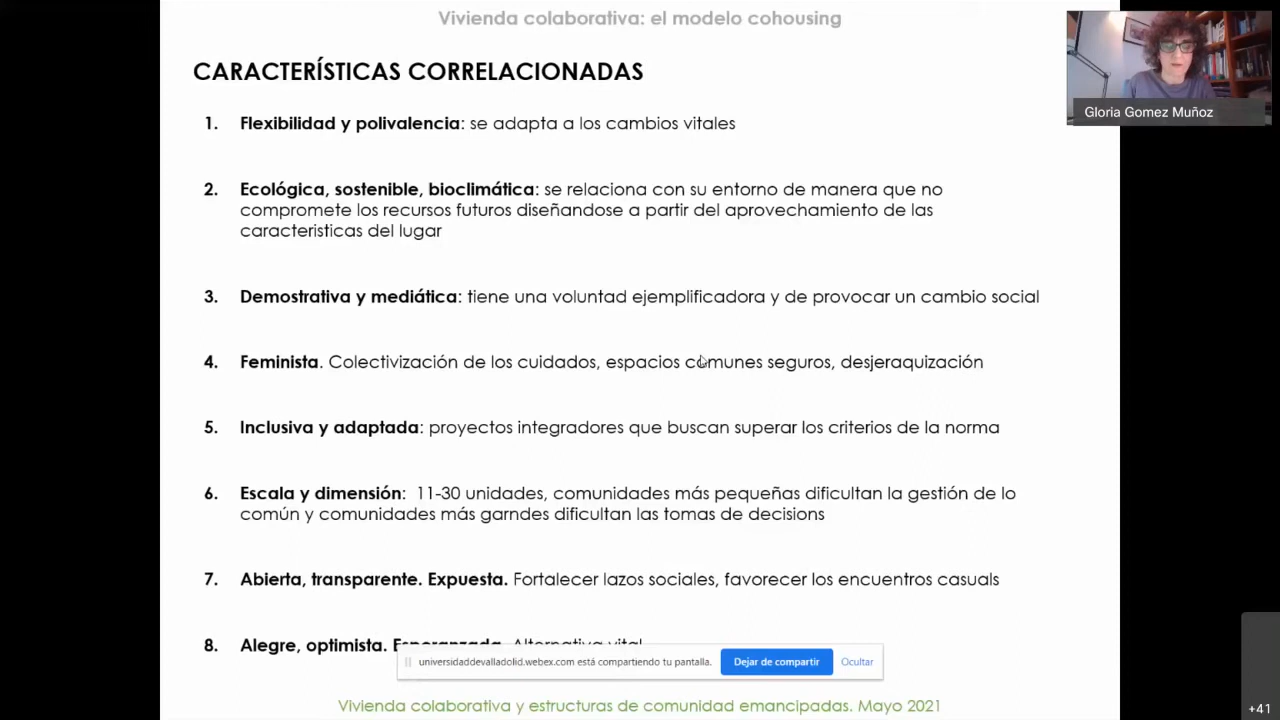 Vivienda colaborativa: el modelo cohousing
CARACTERÍSTICAS CORRELACIONADAS
Gloria Gomez Muñoz
1. Flexibilidad y polivalencia: se adapta a los cambios vitales
2. Ecológica, sostenible, bioclimática: se relaciona con su entorno de manera que no
compromete los recursos futuros diseñandose a partir del aprovechamiento de las
caracteristicas del lugar
3. Demostrativa y mediática: tiene una voluntad ejemplificadora y de provocar un cambio social
4. Feminista. Colectivización de los cuidados, espacios comunes seguros, desjeraquización
5. Inclusiva y adaptada: proyectos integradores que buscan superar los criterios de la norma
6. Escala y dimensión: 11-30 unidades, comunidades más pequeñas dificultan la gestión de lo
común y comunidades más garndes dificultan las tomas de decisions
7. Abierta, transparente. Expuesta. Fortalecer lazos sociales, favorecer los encuentros casuals
8. Alegre, optimista. Esperanzada. Alternativa vital
universidaddevalladolid.webex.com está compartiendo tu pantalla. Dejar de compartir Ocultar
Vivienda colaborativa y estructuras de comunidad emancipadas. Mayo 2021
+41